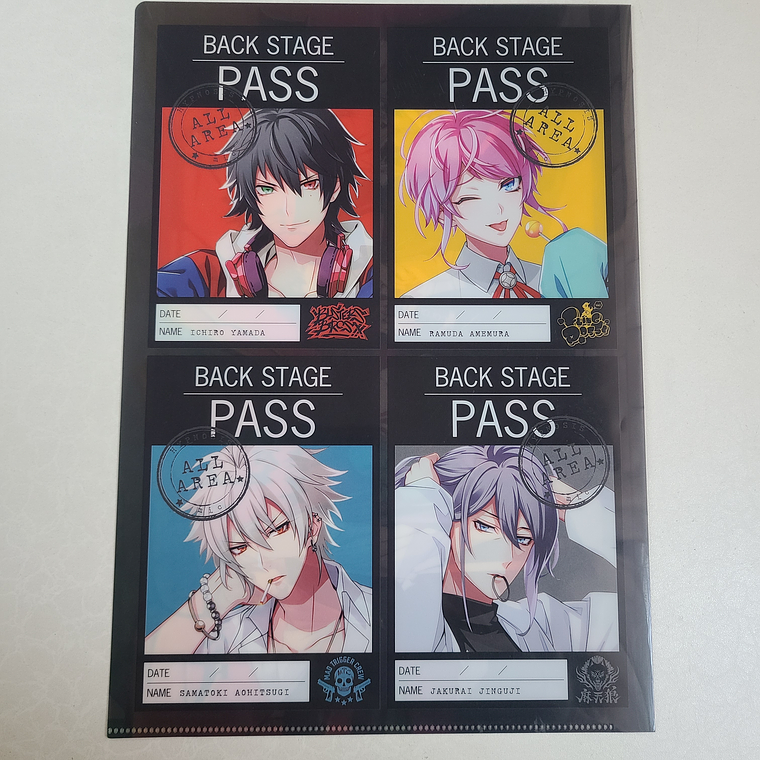 BACK STAGE
PASS
ALL
AREA
DATE / /
NAME ICHIRO YAMADA
BUSTER
BROS!!!
BACK STAGE
PASS
ALL
AREA
DATE / /
NAME RAMUDA AMEMURA
BACK STAGE
PASS
ALL
AREA
DATE / /
NAME SAMATOKI AOHITSUGI
MAD TRIGGER CREW
BACK STAGE
PASS
ALL
AREA
DATE / /
NAME JAKURAI JINGUJI
麻天狼